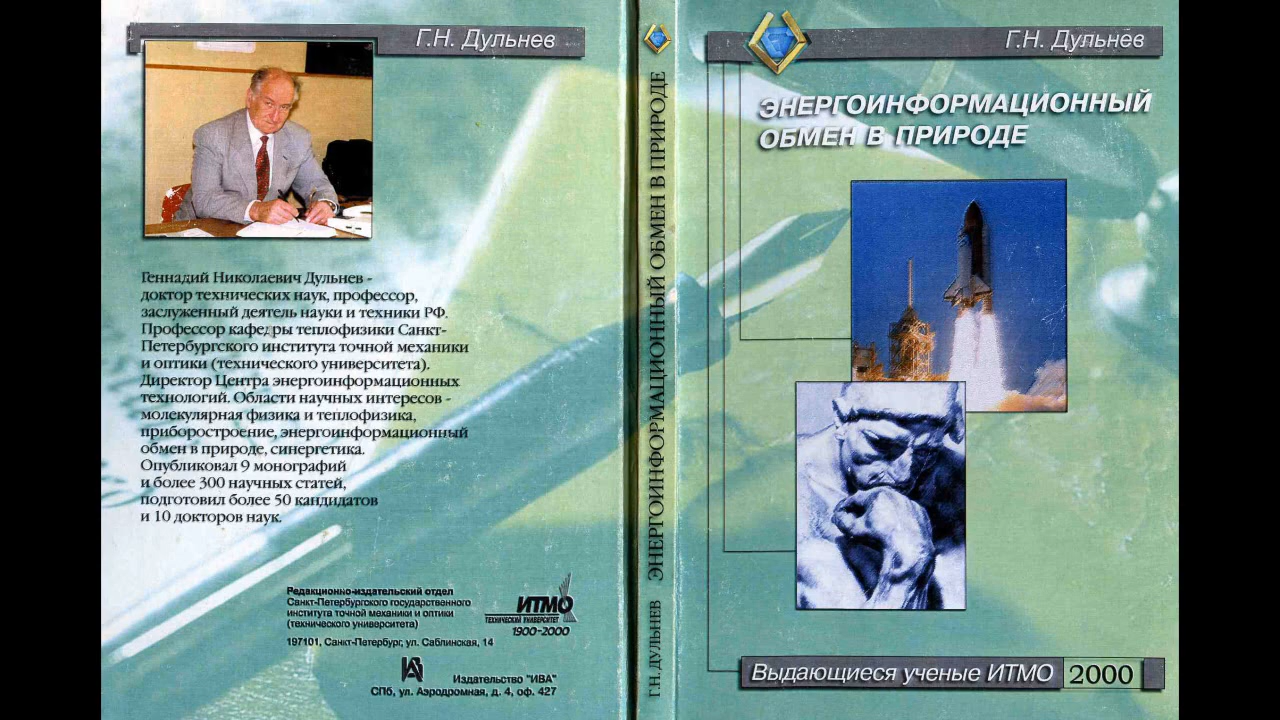 Г.Н. Дульнев
Геннадий Николаевич Дульнев -
доктор технических наук, профессор,
заслуженный деятель науки и техники РФ.
Профессор кафедры теплофизики Санкт-
Петербургского института точной механики
и оптики (технического университета).
Директор Центра энергоинформационных
технологий. Области научных интересов -
молекулярная физика и теплофизика,
приборостроение, энергоинформационный
обмен в природе, синергетика.
Опубликовал 9 монографий
и более 300 научных статей,
подготовил более 50 кандидатов
и 10 докторов наук.
Редакционно-издательский отдел
Санкт-Петербургского государственного
института точной механики и оптики
(технического университета)
197101, Санкт-Петербург, ул. Саблинская, 14
ИТМО
ТЕХНИЧЕСКИЙ УНИВЕРСИТЕТ
1900-2000
Издательство "ИВА"
СПб, ул. Аэродромная, д. 4, оф. 427
Г.Н. ДУЛЬНЕВ ЭНЕРГОИНФОРМАЦИОННЫЙ ОБМЕН В ПРИРОДЕ
Г.Н. Дульнев
ЭНЕРГОИНФОРМАЦИОННЫЙ
ОБМЕН В ПРИРОДЕ
Выдающиеся ученые ИТМО 2000